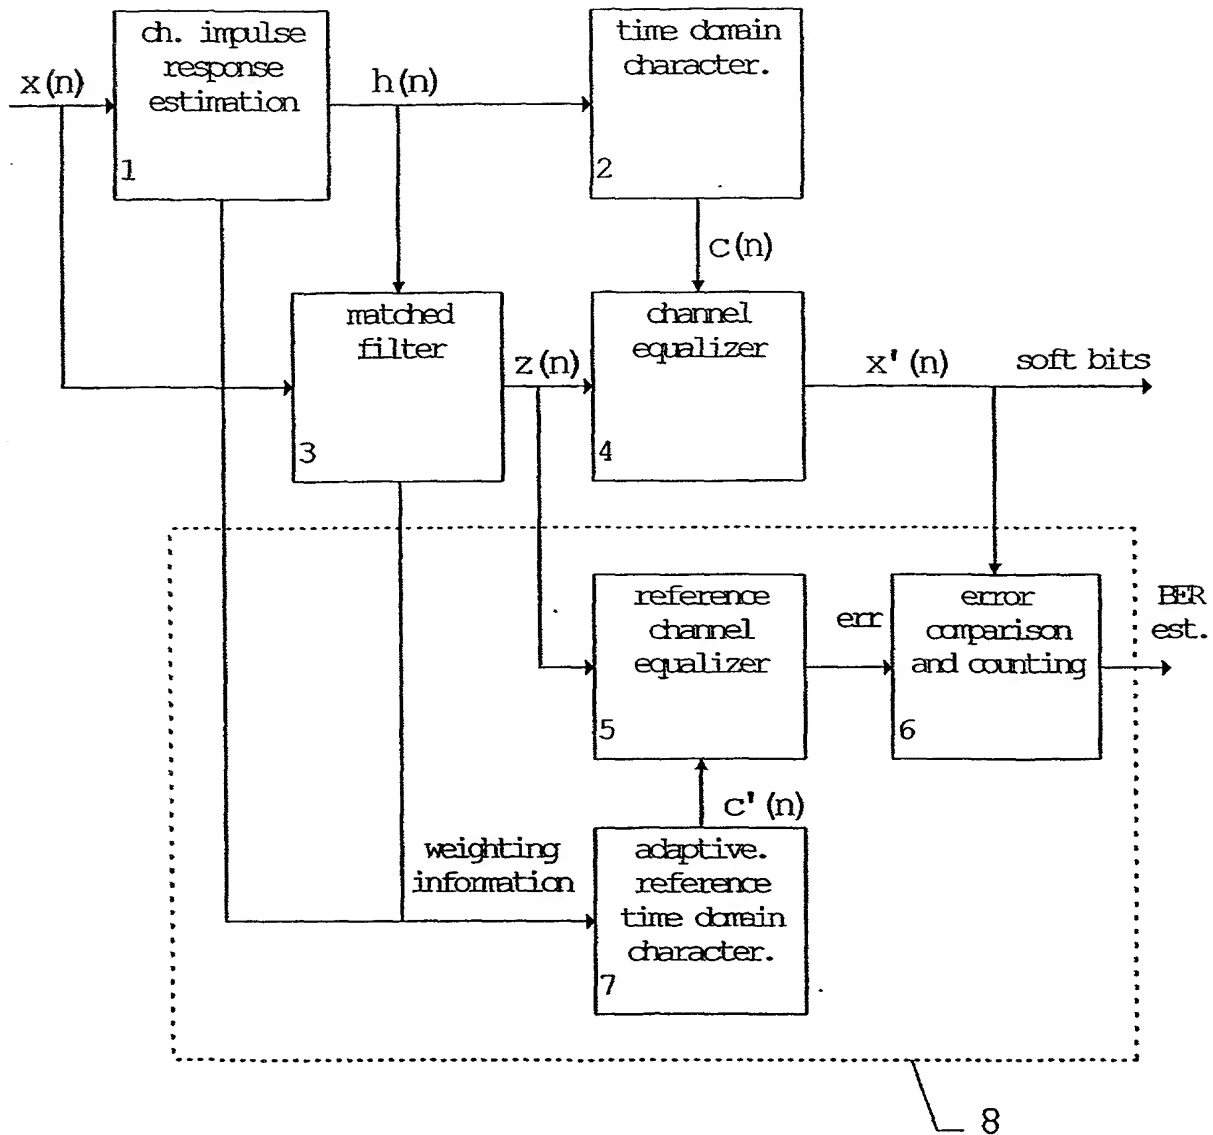 ch. impulse
response
estimation
1
x(n)
h(n)
time domain
character.
2
c(n)
matched
filter
3
z(n)
channel
equalizer
4
x'(n)
soft bits
reference
channel
equalizer
5
err
error
comparison
and counting
6
BER
est.
c'(n)
weighting
information
adaptive.
reference
time domain
character.
7
8